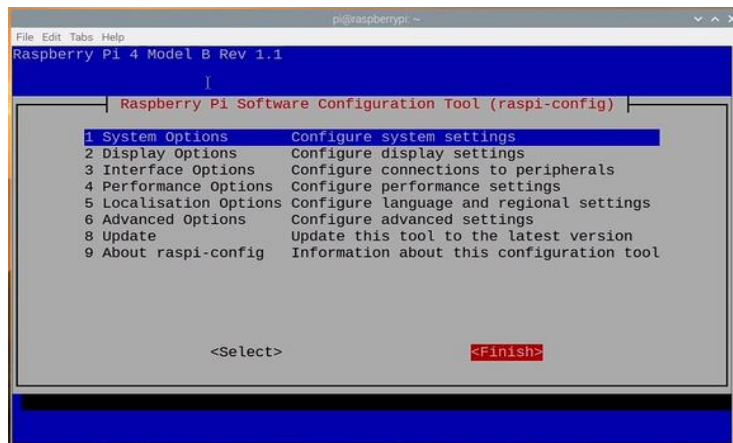 pi@raspberrypi: ~
File Edit Tabs Help
Raspberry Pi 4 Model B Rev 1.1
Raspberry Pi Software Configuration Tool (raspi-config)
1 System Options Configure system settings
2 Display Options Configure display settings
3 Interface Options Configure connections to peripherals
4 Performance Options Configure performance settings
5 Localisation Options Configure language and regional settings
6 Advanced Options Configure advanced settings
8 Update Update this tool to the latest version
9 About raspi-config Information about this configuration tool
<Select> <Finish>